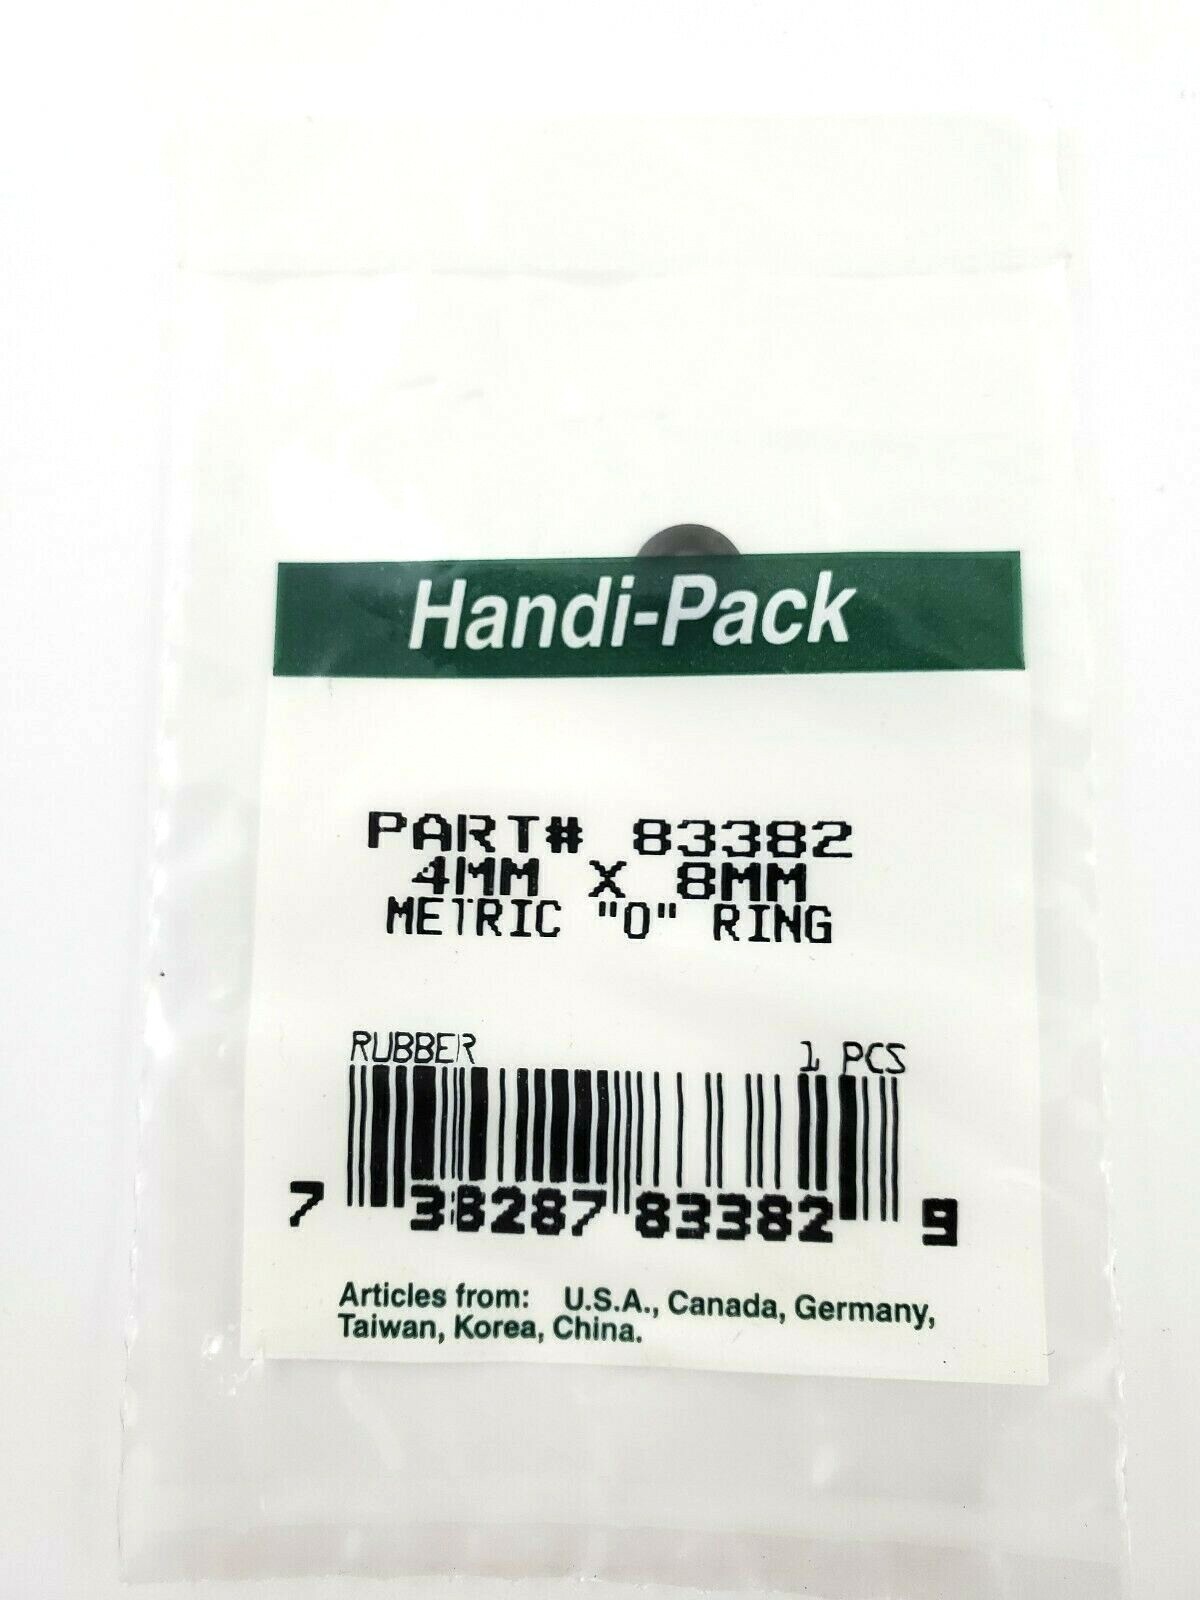 Handi-Pack
PART# 83382
4MM X 8MM
METRIC "O" RING
RUBBER 1 PCS
7 38287 83382 9
Articles from: U.S.A., Canada, Germany,
Taiwan, Korea, China.